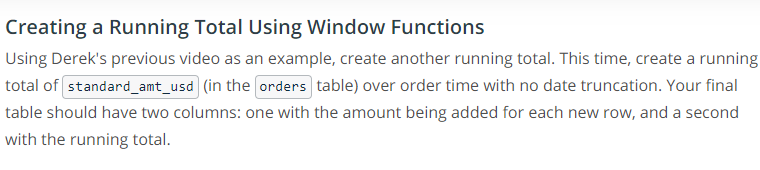 Creating a Running Total Using Window Functions
Using Derek's previous video as an example, create another running total. This time, create a running
total of standard_amt_usd (in the orders table) over order time with no date truncation. Your final
table should have two columns: one with the amount being added for each new row, and a second
with the running total.